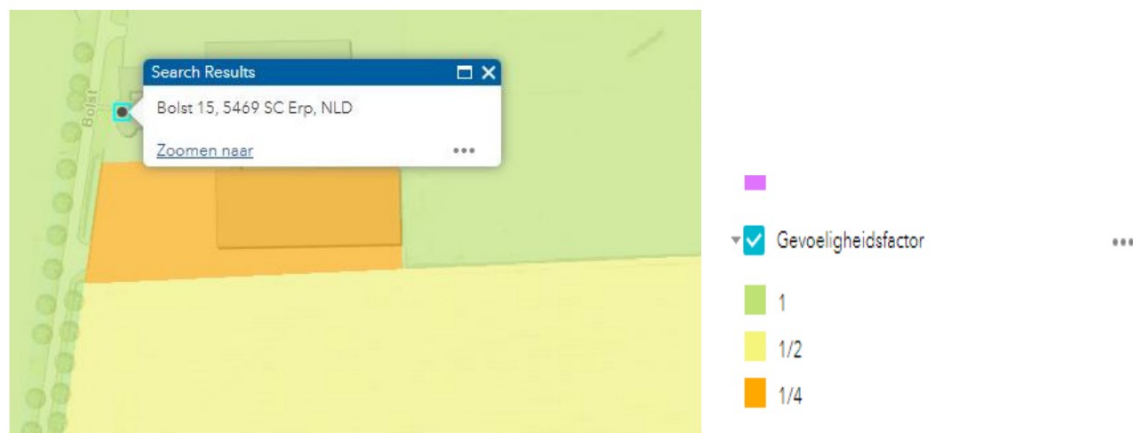 Search Results
Bolst 15, 5469 SC Erp, NLD
Zoomen naar
Bolst
Gevoeligheidsfactor
1
1/2
1/4